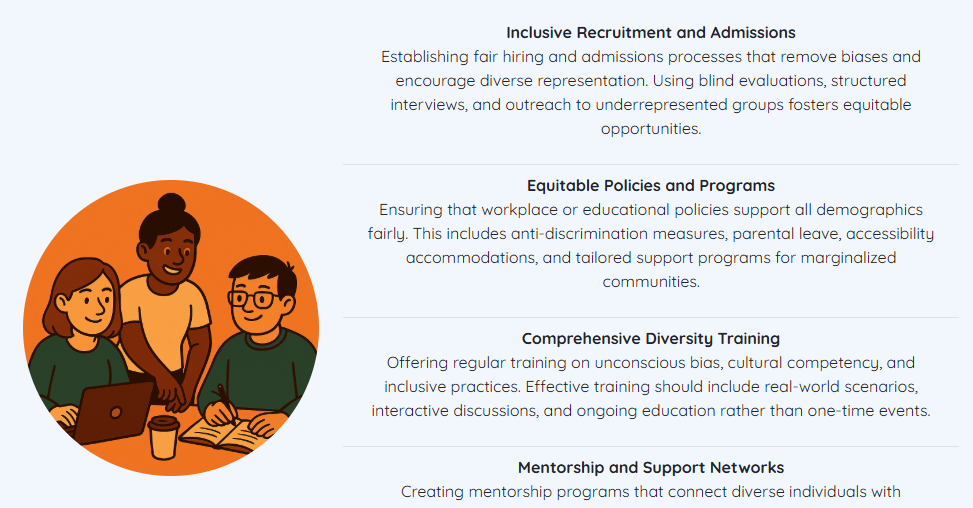 Inclusive Recruitment and Admissions
Establishing fair hiring and admissions processes that remove biases and
encourage diverse representation. Using blind evaluations, structured
interviews, and outreach to underrepresented groups fosters equitable
opportunities.
Equitable Policies and Programs
Ensuring that workplace or educational policies support all demographics
fairly. This includes anti-discrimination measures, parental leave, accessibility
accommodations, and tailored support programs for marginalized
communities.
Comprehensive Diversity Training
Offering regular training on unconscious bias, cultural competency, and
inclusive practices. Effective training should include real-world scenarios,
interactive discussions, and ongoing education rather than one-time events.
Mentorship and Support Networks
Creating mentorship programs that connect diverse individuals with